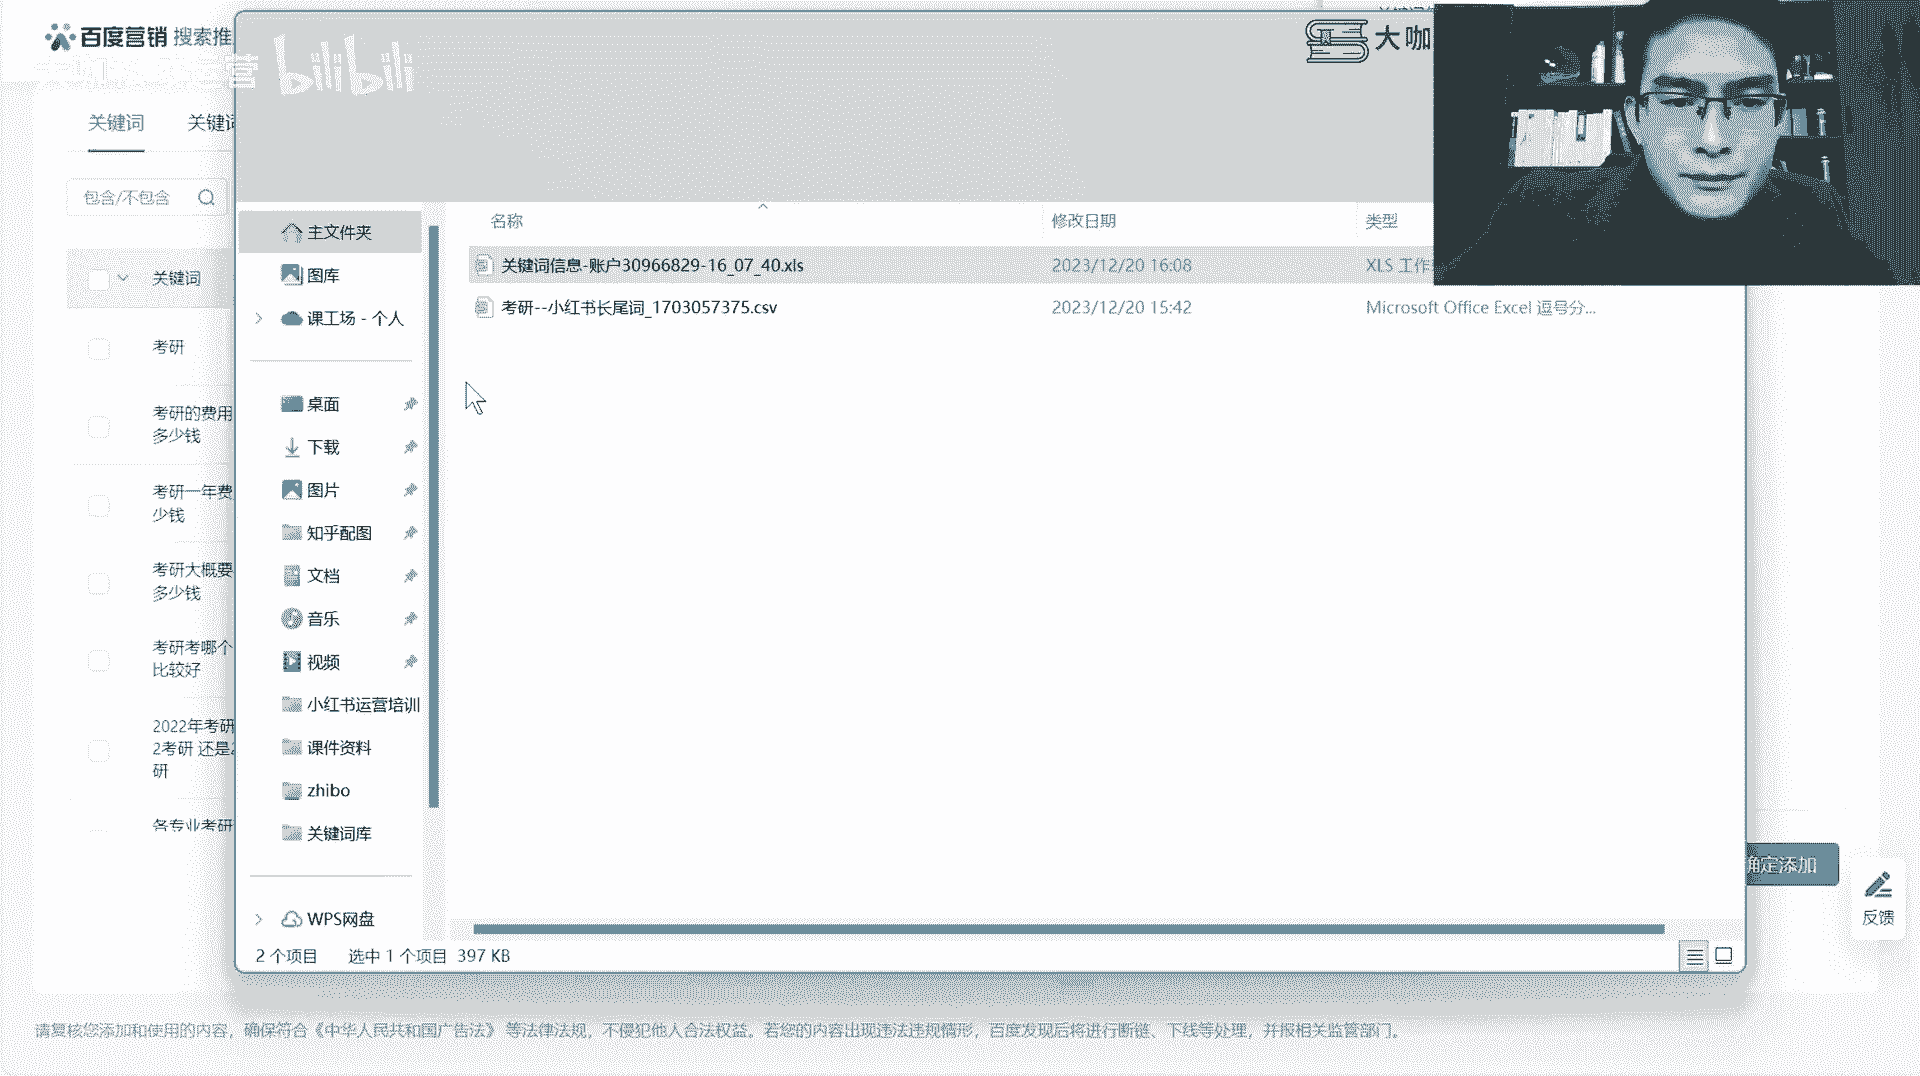 百度营销 搜索推
bilibili
大咖
关键词
关键词
包含/不包含
关键词
考研
考研的费用
多少钱
考研一年费
少钱
考研大概要
多少钱
考研考哪个
比较好
2022年考研
2考研 还是2
研
各专业考研
主文件夹
图库
课工场 - 个人
桌面
下载
图片
知乎配图
文档
音乐
视频
小红书运营培训
课件资料
zhibo
关键词库
WPS网盘
名称 修改日期 类型
关键词信息-账户30966829-16_07_40.xls 2023/12/20 16:08 XLS 工作
考研--小红书长尾词_1703057375.csv 2023/12/20 15:42 Microsoft Office Excel 逗号分...
2 个项目 选中 1 个项目 397 KB
确定添加
反馈
请复核您添加和使用的内容，确保符合《中华人民共和国广告法》 等法律法规，不侵犯他人合法权益。若您的内容出现违法违规情形，百度发现后将进行断链、下线等处理，并报相关监管部门。